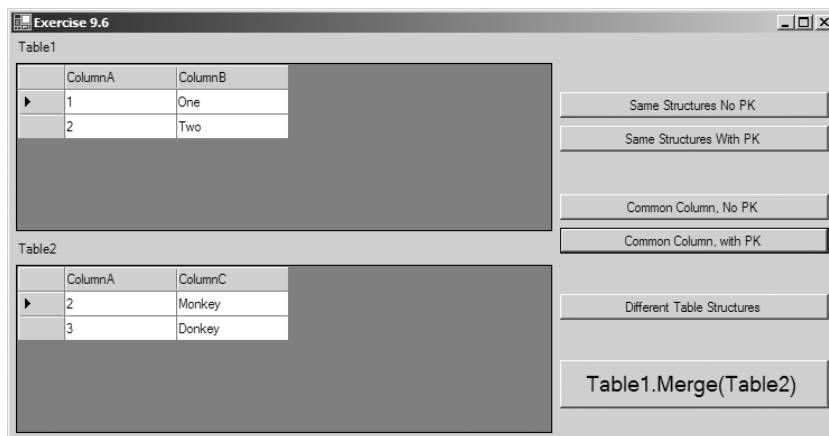 Exercise 9.6
Table1
ColumnA ColumnB
1 One
2 Two
Same Structures No PK
Same Structures With PK
Common Column, No PK
Common Column, with PK
Table2
ColumnA ColumnC
2 Monkey
3 Donkey
Different Table Structures
Table1.Merge(Table2)